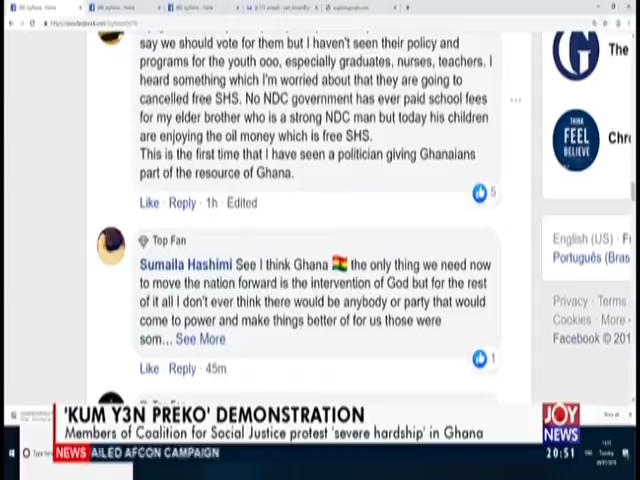 say we should vote for them but I haven't seen their policy and
programs for the youth ooo, especially graduates, nurses, teachers. I
heard something which I'm worried about that they are going to
cancelled free SHS. No NDC government has ever paid school fees
for my elder brother who is a strong NDC man but today his children
are enjoying the oil money which is free SHS.
This is the first time that I have seen a politician giving Ghanaians
part of the resource of Ghana.
5
Like · Reply · 1h · Edited
Top Fan
Sumaila Hashimi See I think Ghana 🇬🇭 the only thing we need now
to move the nation forward is the intervention of God but for the rest
of it all I don't ever think there would be anybody or party that would
come to power and make things better of for us those were
som... See More
1
Like · Reply · 45m
The
THINK
FEEL
BELIEVE
Chr
English (US) · Fr
Português (Bras
Privacy · Terms
Cookies · More
Facebook © 201
'KUM Y3N PREKO' DEMONSTRATION
Members of Coalition for Social Justice protest 'severe hardship' in Ghana
JOY
NEWS
20:51
NEWS AILED AFCON CAMPAIGN